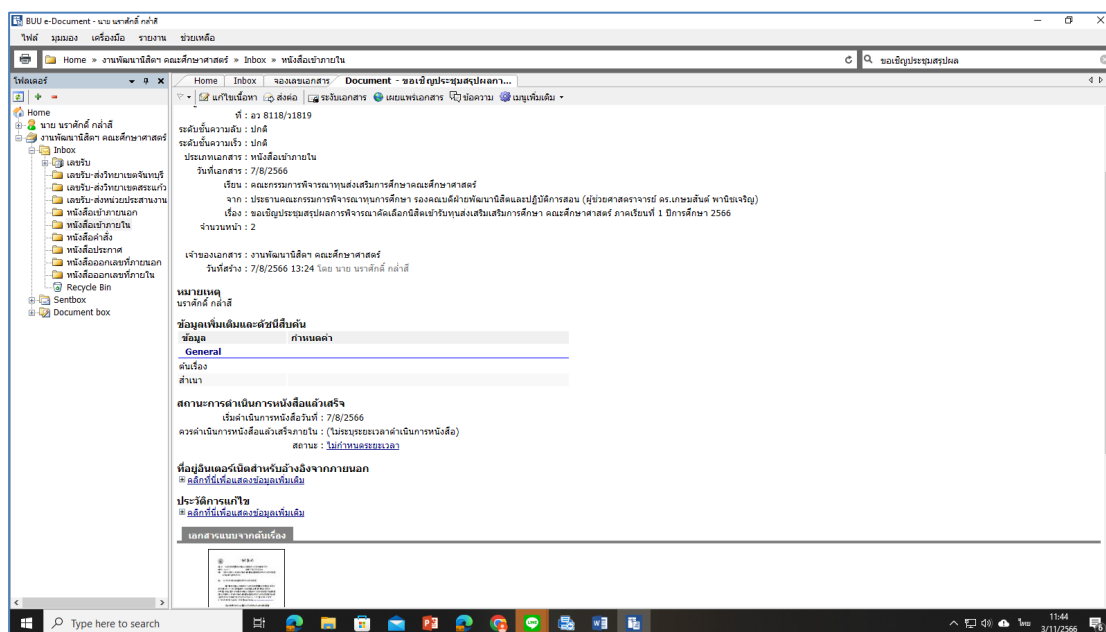 BUU e-Document - นาย นราศักดิ์ กล่ำสี
ไฟล์ มุมมอง เครื่องมือ รายงาน ช่วยเหลือ
Home » งานพัฒนานิสิตฯ คณะศึกษาศาสตร์ » Inbox » หนังสือเข้าภายใน
ขอเชิญประชุมสรุปผล
โฟลเดอร์
Home
นาย นราศักดิ์ กล่ำสี
งานพัฒนานิสิตฯ คณะศึกษาศาสตร์
Inbox
เลขรับ
เลขรับ-ส่งวิทยาเขตจันทบุรี
เลขรับ-ส่งวิทยาเขตสระแก้ว
เลขรับ-ส่งหน่วยประสานงาน
หนังสือเข้าภายนอก
หนังสือเข้าภายใน
หนังสือคำสั่ง
หนังสือประกาศ
หนังสือออกเลขที่ภายนอก
หนังสือออกเลขที่ภายใน
Recycle Bin
Sentbox
Document box
Home Inbox จองเลขเอกสาร Document - ขอเชิญประชุมสรุปผลกา...
แก้ไขเนื้อหา ส่งต่อ ระงับเอกสาร เผยแพร่เอกสาร ข้อความ เมนูเพิ่มเติม
ที่ : อว 8118/ว1819
ระดับชั้นความลับ : ปกติ
ระดับชั้นความเร็ว : ปกติ
ประเภทเอกสาร : หนังสือเข้าภายใน
วันที่เอกสาร : 7/8/2566
เรียน : คณะกรรมการพิจารณาทุนส่งเสริมการศึกษาคณะศึกษาศาสตร์
จาก : ประธานคณะกรรมการพิจารณาทุนการศึกษา รองคณบดีฝ่ายพัฒนานิสิตและปฏิบัติการสอน (ผู้ช่วยศาสตราจารย์ ดร.เกษมสันต์ พานิชเจริญ)
เรื่อง : ขอเชิญประชุมสรุปผลการพิจารณาคัดเลือกนิสิตเข้ารับทุนส่งเสริมเสริมการศึกษา คณะศึกษาศาสตร์ ภาคเรียนที่ 1 ปีการศึกษา 2566
จำนวนหน้า : 2
เจ้าของเอกสาร : งานพัฒนานิสิตฯ คณะศึกษาศาสตร์
วันที่สร้าง : 7/8/2566 13:24 โดย นาย นราศักดิ์ กล่ำสี
หมายเหตุ
นราศักดิ์ กล่ำสี
ข้อมูลเพิ่มเติมและดัชนีสืบค้น
ข้อมูล กำหนดค่า
General
ต้นเรื่อง
สำเนา
สถานะการดำเนินการหนังสือแล้วเสร็จ
เริ่มดำเนินการหนังสือวันที่ : 7/8/2566
ควรดำเนินการหนังสือแล้วเสร็จภายใน : (ไม่ระบุระยะเวลาดำเนินการหนังสือ)
สถานะ : ไม่กำหนดระยะเวลา
ที่อยู่อินเตอร์เน็ตสำหรับอ้างอิงจากภายนอก
คลิกที่นี่เพื่อแสดงข้อมูลเพิ่มเติม
ประวัติการแก้ไข
คลิกที่นี่เพื่อแสดงข้อมูลเพิ่มเติม
เอกสารแนบจากต้นเรื่อง
Type here to search
ไทย
11:44
3/11/2566